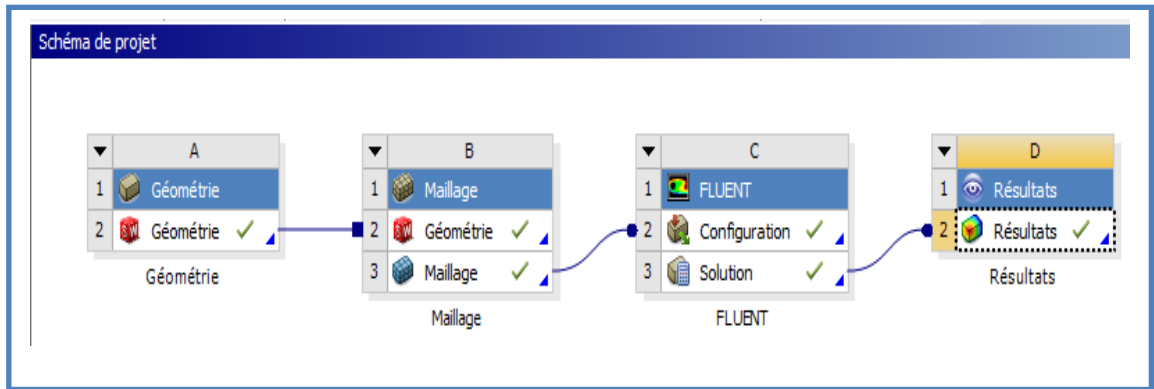 Schéma de projet
A
1 Géométrie
2 Géométrie
Géométrie
B
1 Maillage
2 Géométrie
3 Maillage
Maillage
C
1 FLUENT
2 Configuration
3 Solution
FLUENT
D
1 Résultats
2 Résultats
Résultats